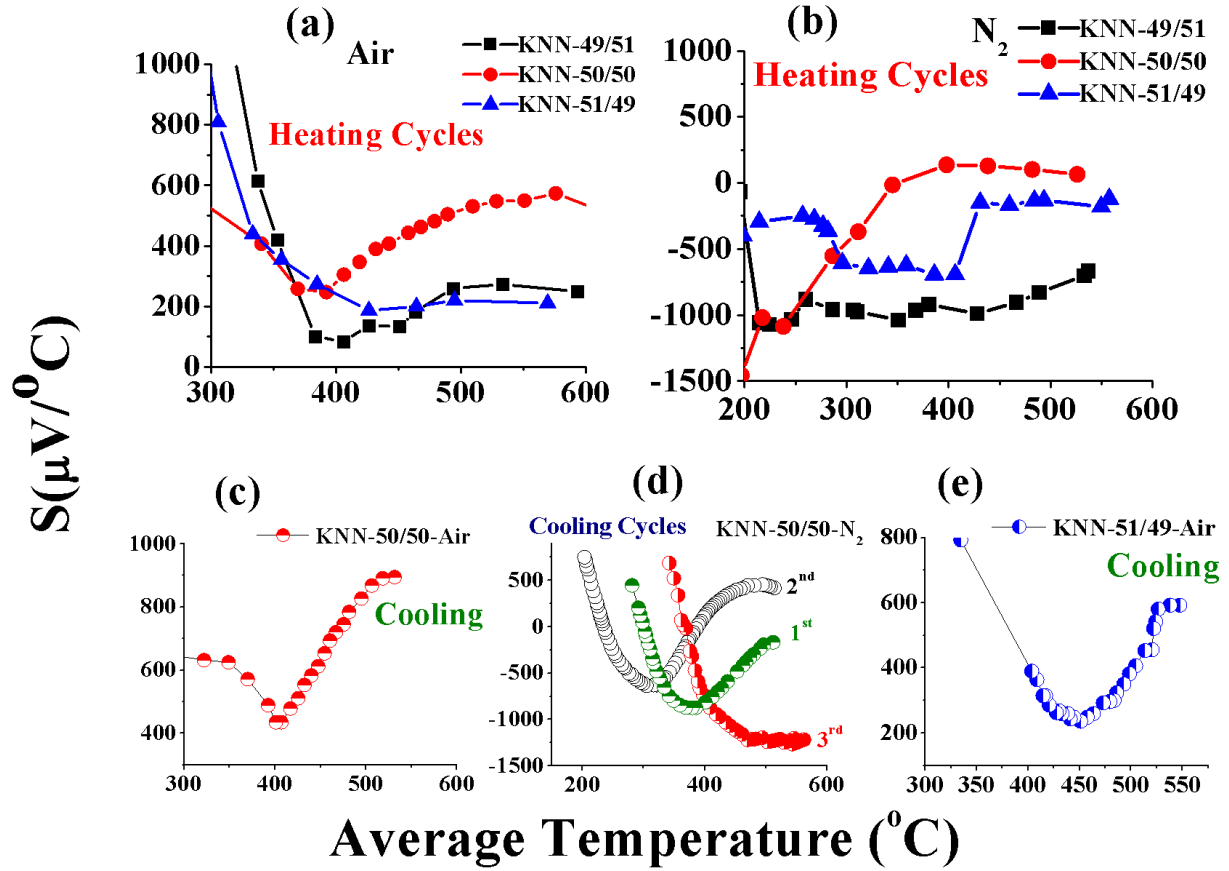 (a)
Air
KNN-49/51
KNN-50/50
KNN-51/49
Heating Cycles
1000
800
600
400
200
0
300 400 500 600
(b)
N2
KNN-49/51
KNN-50/50
KNN-51/49
Heating Cycles
1000
500
0
-500
-1000
-1500
200 300 400 500 600
S(μV/⁰C)
(c)
KNN-50/50-Air
Cooling
1000
800
600
400
300 400 500 600
(d)
Cooling Cycles KNN-50/50-N2
2nd
1st
3rd
500
0
-500
-1000
-1500
200 400 600
(e)
KNN-51/49-Air
Cooling
800
600
400
200
300 350 400 450 500 550
Average Temperature (oC)